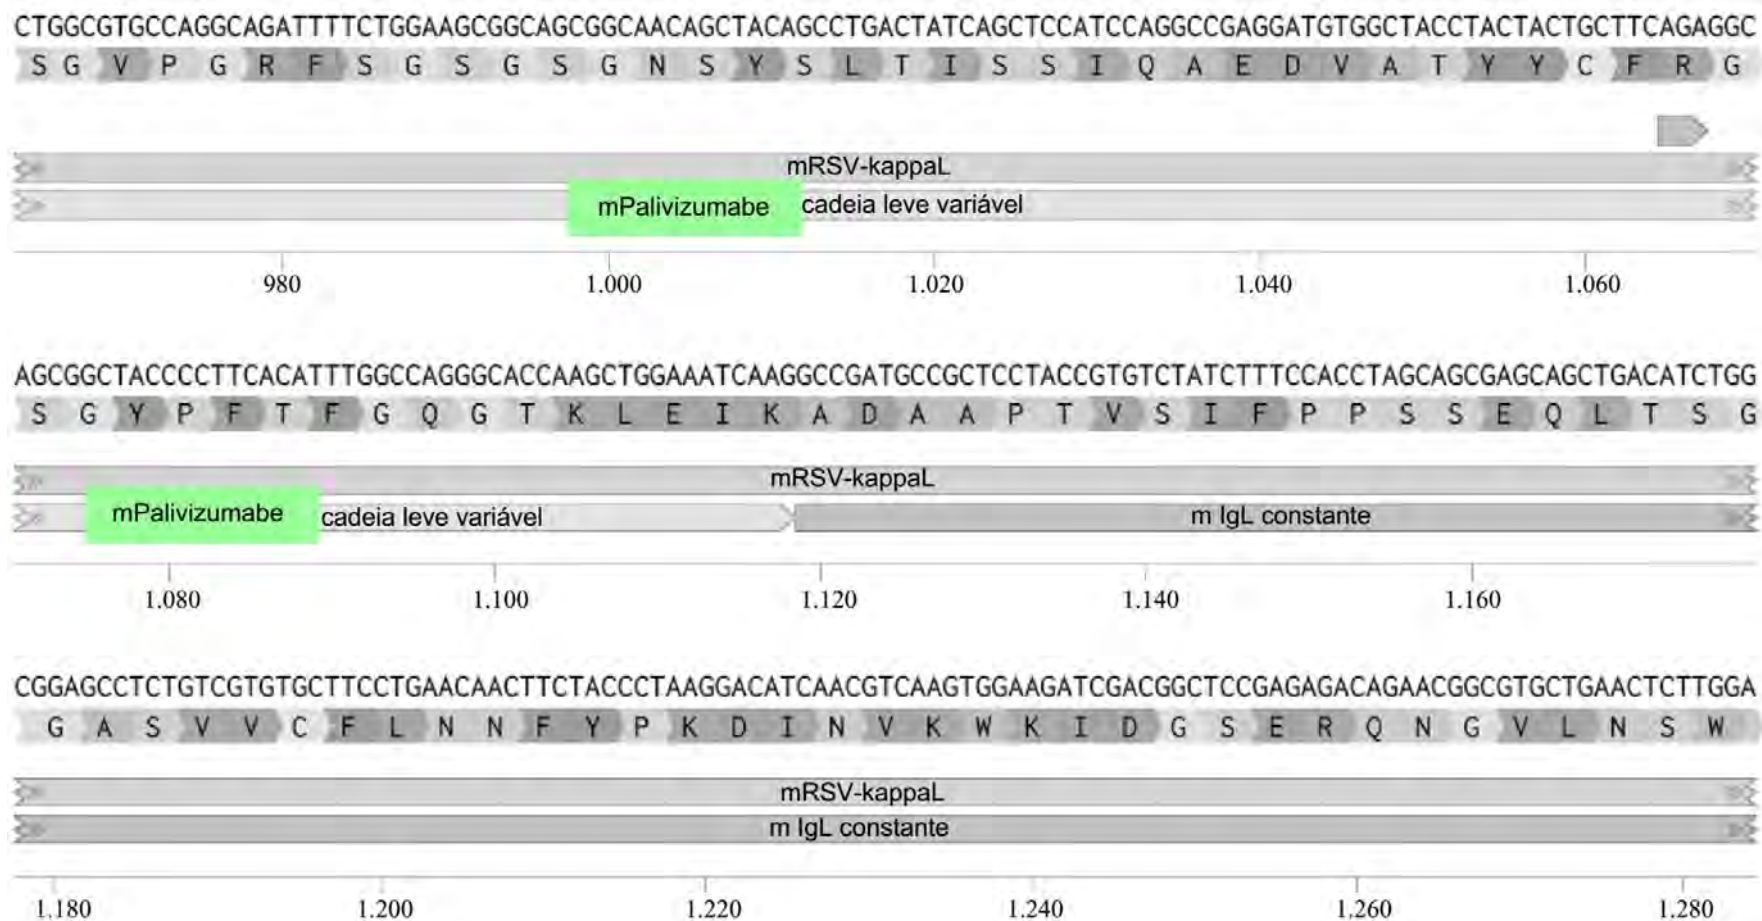 CTGGCGTGCCAGGCAGATTTTCTGGAAGCGGCAGCGGCAACAGCTACAGCCTGACTATCAGCTCCATCCAGGCCGAGGATGTGGCTACCTACTACTGCTTCAGAGGC
S G V P G R F S G S G S G N S Y S L T I S S I Q A E D V A T Y Y C F R G
mRSV-kappaL
mPalivizumabe cadeia leve variável
980 1.000 1.020 1.040 1.060
AGCGGCTACCCCTTCACATTTGGCCAGGGCACCAAGCTGGAAATCAAGGCCGATGCCGCTCCTACCGTGTCTATCTTTCCACCTAGCAGCGAGCAGCTGACATCTGG
S G Y P F T F G Q G T K L E I K A D A A P T V S I F P P S S E Q L T S G
mRSV-kappaL
mPalivizumabe cadeia leve variável m IgL constante
1.080 1.100 1.120 1.140 1.160
CGGAGCCTCTGTCGTGTGCTTCCTGAACAACTTCTACCCTAAGGACATCAACGTCAAGTGGAAGATCGACGGCTCCGAGAGACAGAACGGCGTGCTGAACTCTTGGA
G A S V V C F L N N F Y P K D I N V K W K I D G S E R Q N G V L N S W
mRSV-kappaL
m IgL constante
1.180 1.200 1.220 1.240 1.260 1.280